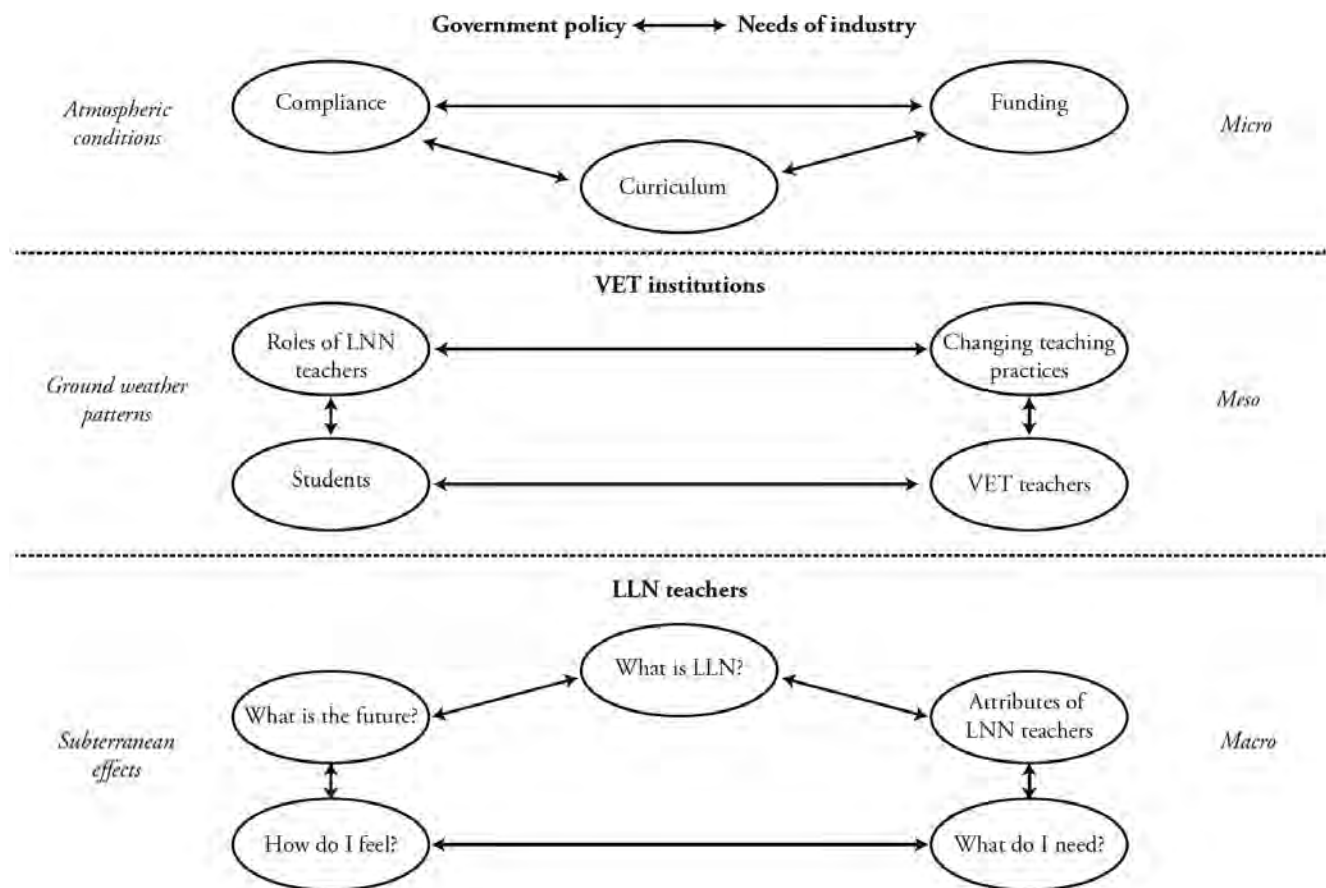 Government policy Needs of industry
Compliance
Funding
Atmospheric
conditions
Micro
Curriculum
VET institutions
Roles of LNN
teachers
Changing teaching
practices
Ground weather
patterns
Meso
Students
VET teachers
LLN teachers
What is LLN?
What is the future?
Attributes of
LNN teachers
Subterranean
effects
Macro
How do I feel?
What do I need?